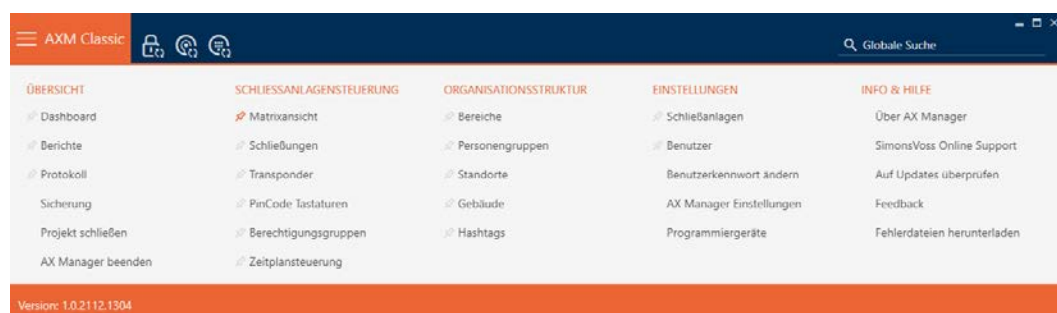 AXM Classic
Globale Suche
ÜBERSICHT SCHLIESSANLAGENSTEUERUNG ORGANISATIONSSTRUKTUR EINSTELLUNGEN INFO & HILFE
Dashboard Matrixansicht Bereiche Schließanlagen Über AX Manager
Berichte Schließungen Personengruppen Benutzer SimonsVoss Online Support
Protokoll Transponder Standorte Benutzerkennwort ändern Auf Updates überprüfen
Sicherung PinCode Tastaturen Gebäude AX Manager Einstellungen Feedback
Projekt schließen Berechtigungsgruppen Hashtags Programmiergeräte Fehlerdateien herunterladen
AX Manager beenden Zeitplansteuerung
Version: 1.0.2112.1304